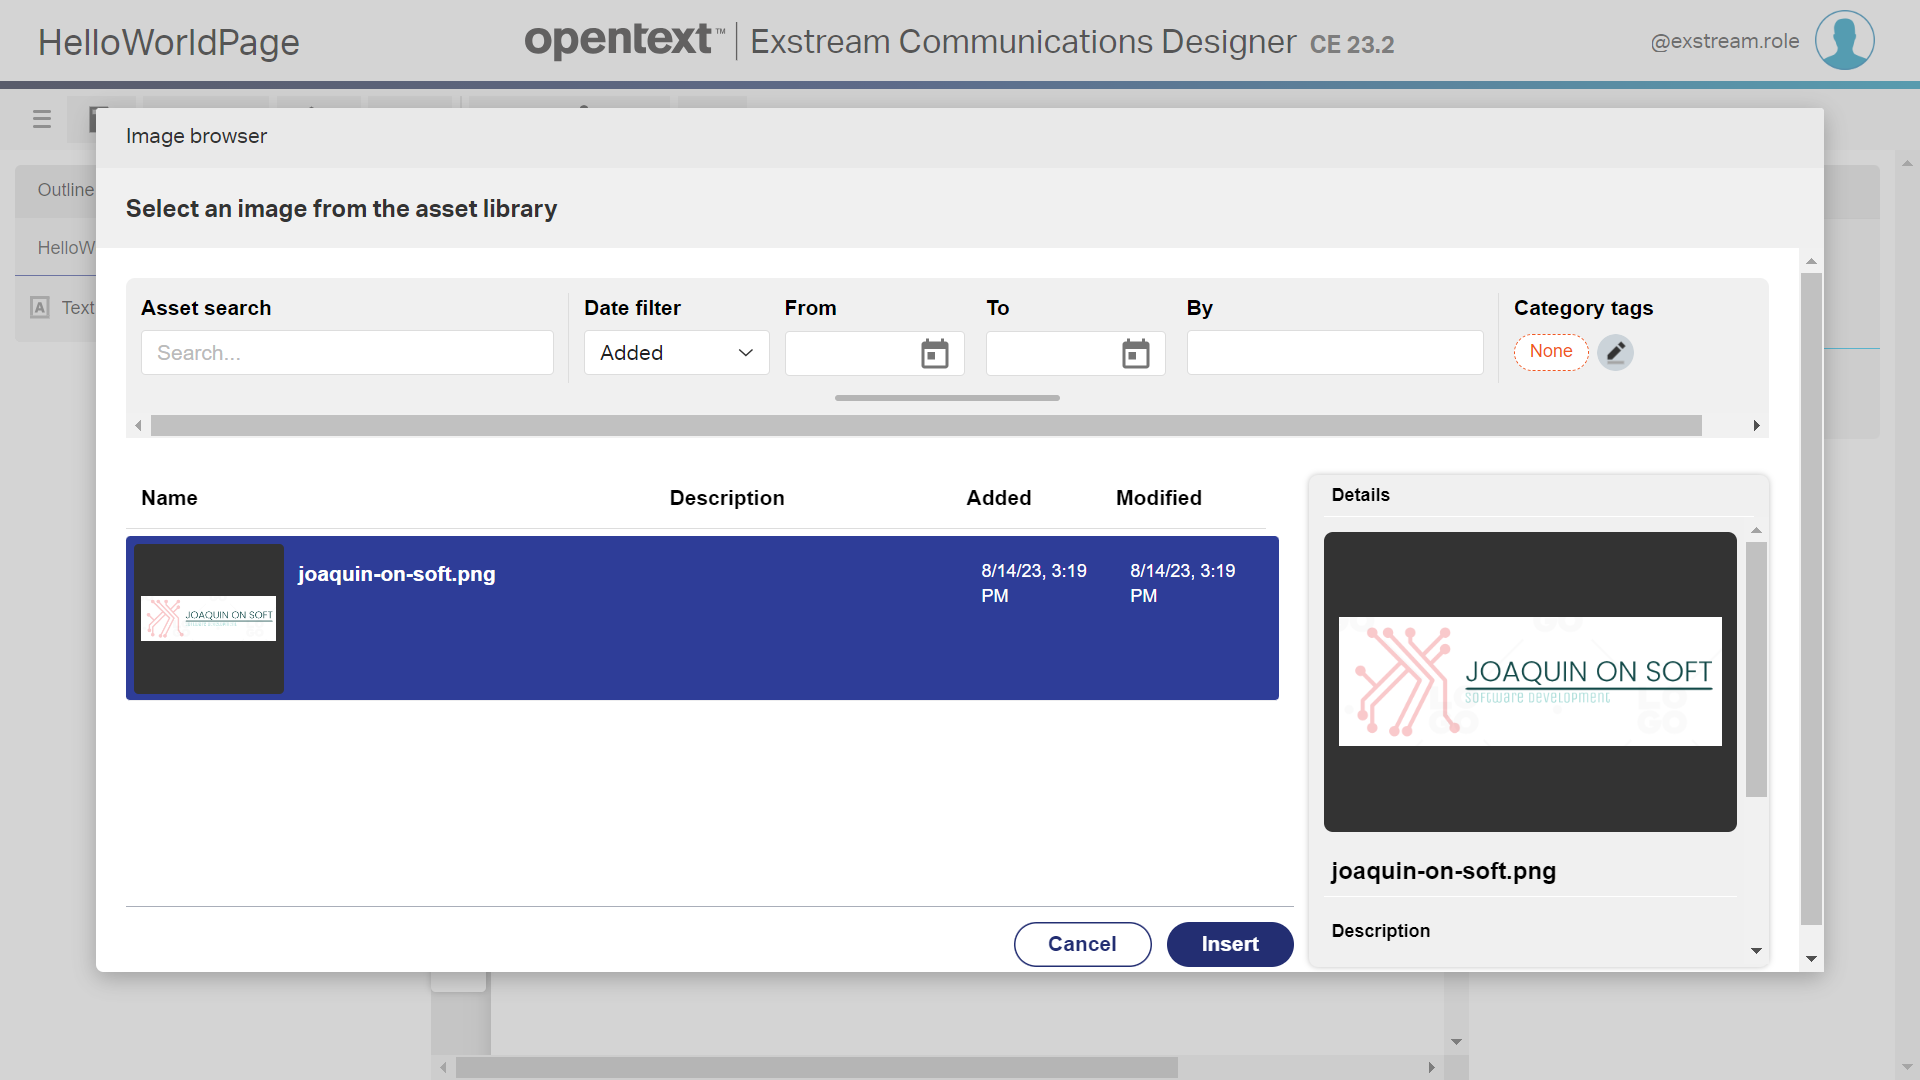 HelloWorldPage
opentext™ | Exstream Communications Designer CE 23.2
@exstream.role
Image browser
Outline
Select an image from the asset library
HelloW
Text
Asset search
Date filter
From
To
By
Category tags
Search...
Added
None
Name
Description
Added
Modified
Details
joaquin-on-soft.png
8/14/23, 3:19
PM
8/14/23, 3:19
PM
JOAQUIN ON SOFT
JOAQUIN ON SOFT
SOFTWARE DEVELOPMENT
joaquin-on-soft.png
Description
Cancel
Insert